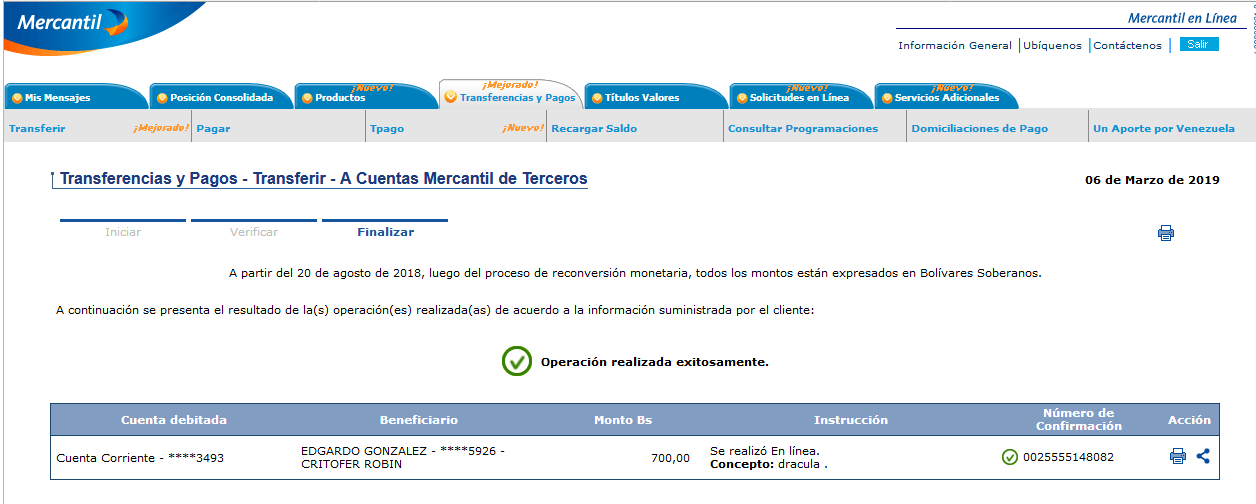 Mercantil
Mercantil en Línea
Información General | Ubíquenos | Contáctenos | Salir
Mis Mensajes
Posición Consolidada
¡Nuevo!
Productos
¡Mejorado!
Transferencias y Pagos
Títulos Valores
¡Nuevo!
Solicitudes en Línea
¡Nuevo!
Servicios Adicionales
Transferir ¡Mejorado! Pagar Tpago ¡Nuevo! Recargar Saldo Consultar Programaciones Domiciliaciones de Pago Un Aporte por Venezuela
Transferencias y Pagos - Transferir - A Cuentas Mercantil de Terceros
06 de Marzo de 2019
Iniciar Verificar Finalizar
A partir del 20 de agosto de 2018, luego del proceso de reconversión monetaria, todos los montos están expresados en Bolívares Soberanos.
A continuación se presenta el resultado de la(s) operación(es) realizada(as) de acuerdo a la información suministrada por el cliente:
Operación realizada exitosamente.
Cuenta debitada
Beneficiario
Monto Bs
Instrucción
Número de
Confirmación
Acción
Cuenta Corriente - ****3493
EDGARDO GONZALEZ - ****5926 -
CRITOFER ROBIN
700,00
Se realizó En línea.
Concepto: dracula .
0025555148082